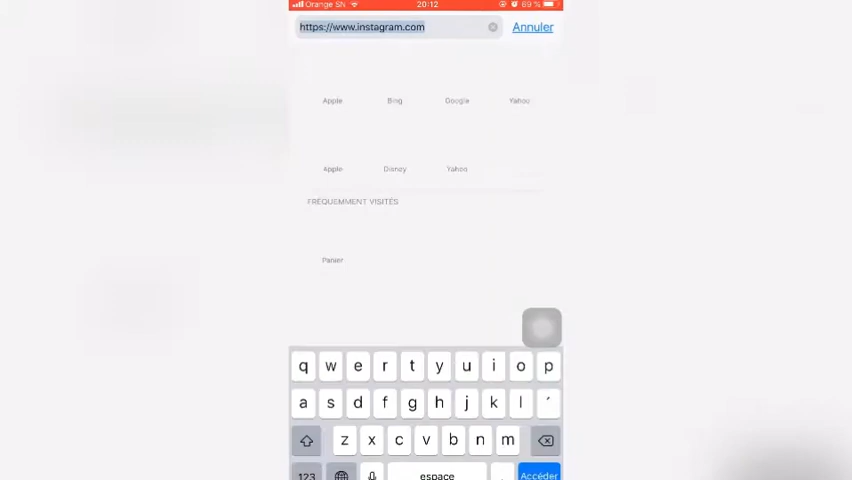 Orange SN 20:12 69 %
https://www.instagram.com Annuler
Apple Bing Google Yahou
Apple Disney Yahoo
FRÉQUEMMENT VISITÉS
Panier
q w e r t y u i o p
a s d f g h j k l ´
z x c v b n m
123 espace . Accéder